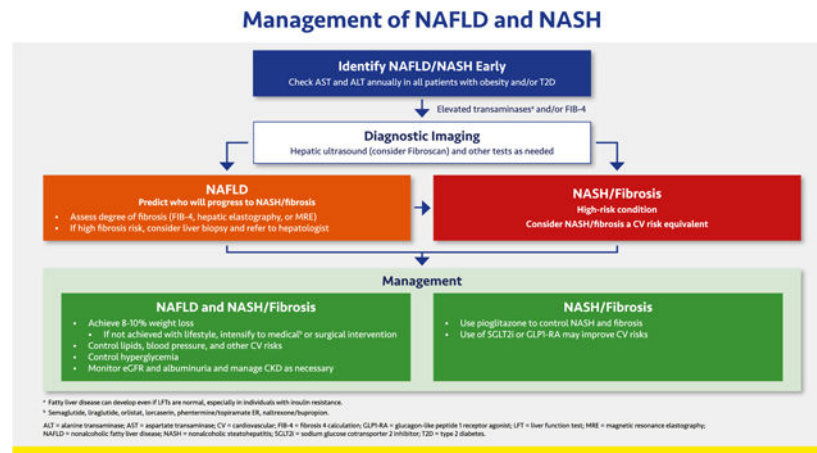 Management of NAFLD and NASH
Identify NAFLD/NASH Early
Check AST and ALT annually in all patients with obesity and/or T2D
Elevated transaminasesᵃ and/or FIB-4
Diagnostic Imaging
Hepatic ultrasound (consider Fibroscan) and other tests as needed
NAFLD
Predict who will progress to NASH/fibrosis
• Assess degree of fibrosis (FIB-4, hepatic elastography, or MRE)
• If high fibrosis risk, consider liver biopsy and refer to hepatologist
NASH/Fibrosis
High-risk condition
Consider NASH/fibrosis a CV risk equivalent
Management
NAFLD and NASH/Fibrosis
• Achieve 8-10% weight loss
• If not achieved with lifestyle, intensify to medicalᵇ or surgical intervention
• Control lipids, blood pressure, and other CV risks
• Control hyperglycemia
• Monitor eGFR and albuminuria and manage CKD as necessary
NASH/Fibrosis
• Use pioglitazone to control NASH and fibrosis
• Use of SGLT2i or GLP1-RA may improve CV risks
ᵃ Fatty liver disease can develop even if LFTs are normal, especially in individuals with insulin resistance.
ᵇ Semaglutide, liraglutide, orlistat, lorcaserin, phentermine/topiramate ER, naltrexone/bupropion.
ALT = alanine transaminase; AST = aspartate transaminase; CV = cardiovascular; FIB-4 = fibrosis 4 calculation; GLP1-RA = glucagon-like peptide 1 receptor agonist; LFT = liver function test; MRE = magnetic resonance elastography;
NAFLD = nonalcoholic fatty liver disease; NASH = nonalcoholic steatohepatitis; SGLT2i = sodium glucose cotransporter 2 inhibitor; T2D = type 2 diabetes.